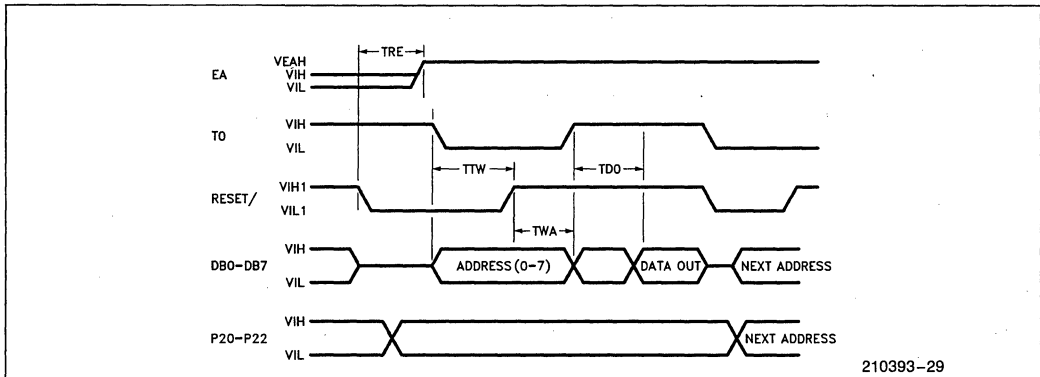 TRE
VEAH
EA VIH
VIL
T0 VIH
VIL
TTW TDO
RESET/ VIH1
VIL1
TWA
VIH
DB0-DB7 ADDRESS (0-7) DATA OUT NEXT ADDRESS
VIL
VIH
P20-P22 NEXT ADDRESS
VIL
210393-29